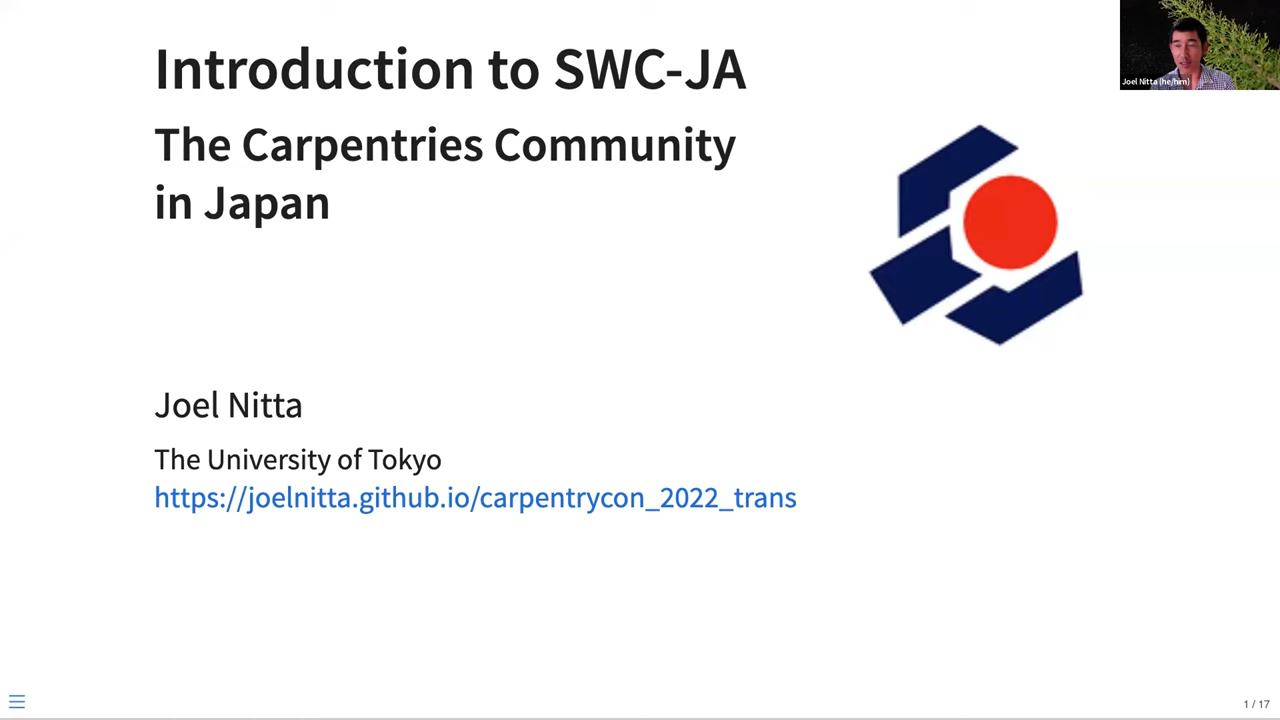 Introduction to SWC-JA
The Carpentries Community
in Japan
Joel Nitta (he/him)
Joel Nitta
The University of Tokyo
https://joelnitta.github.io/carpentrycon_2022_trans
1 / 17